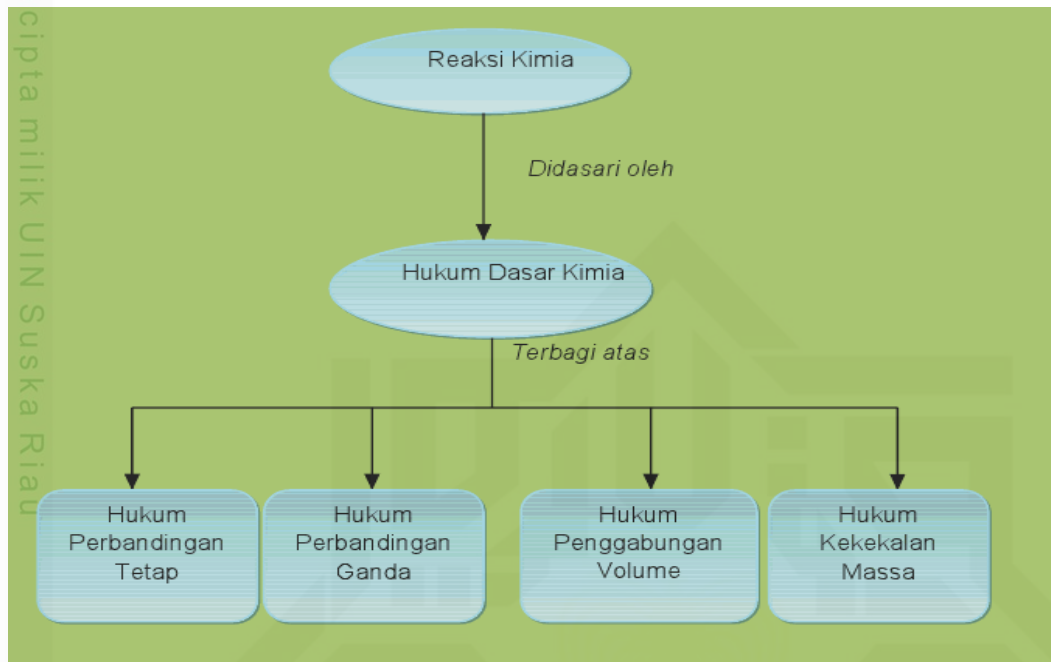 cipta milik UIN Suska Riau
Reaksi Kimia
Didasari oleh
Hukum Dasar Kimia
Terbagi atas
Hukum
Perbandingan
Tetap
Hukum
Perbandingan
Ganda
Hukum
Penggabungan
Volume
Hukum
Kekekalan
Massa